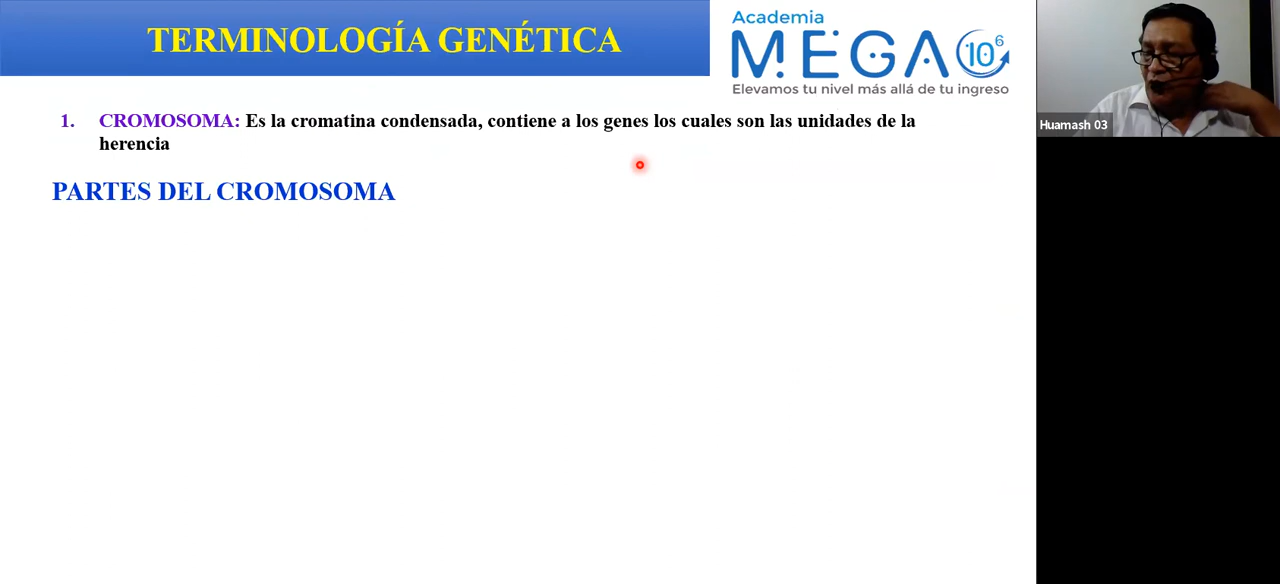 TERMINOLOGÍA GENÉTICA
Academia
MEGA 10⁶
Elevamos tu nivel más allá de tu ingreso
Huamash 03
1. CROMOSOMA: Es la cromatina condensada, contiene a los genes los cuales son las unidades de la
herencia
PARTES DEL CROMOSOMA